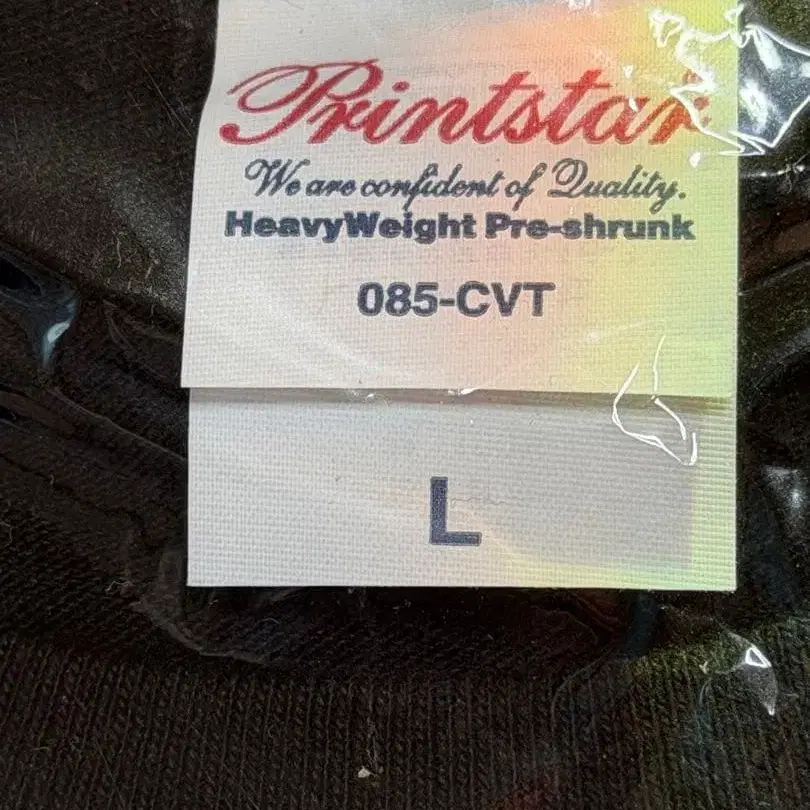 Printstar
We are confident of Quality.
HeavyWeight Pre-shrunk
085-CVT
L